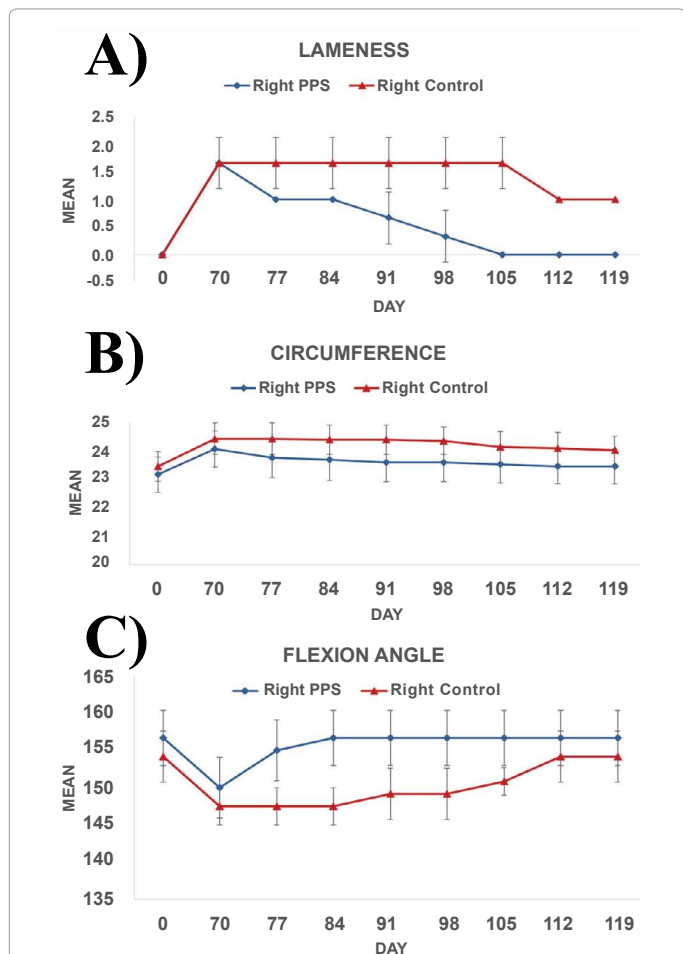 A)
LAMENESS
Right PPS Right Control
2.5
2.0
1.5
1.0
0.5
0.0
-0.5
MEAN
0 70 77 84 91 98 105 112 119
DAY
B)
CIRCUMFERENCE
Right PPS Right Control
25
24
23
22
21
20
MEAN
0 70 77 84 91 98 105 112 119
DAY
C)
FLEXION ANGLE
Right PPS Right Control
165
160
155
150
145
140
135
MEAN
0 70 77 84 91 98 105 112 119
DAY